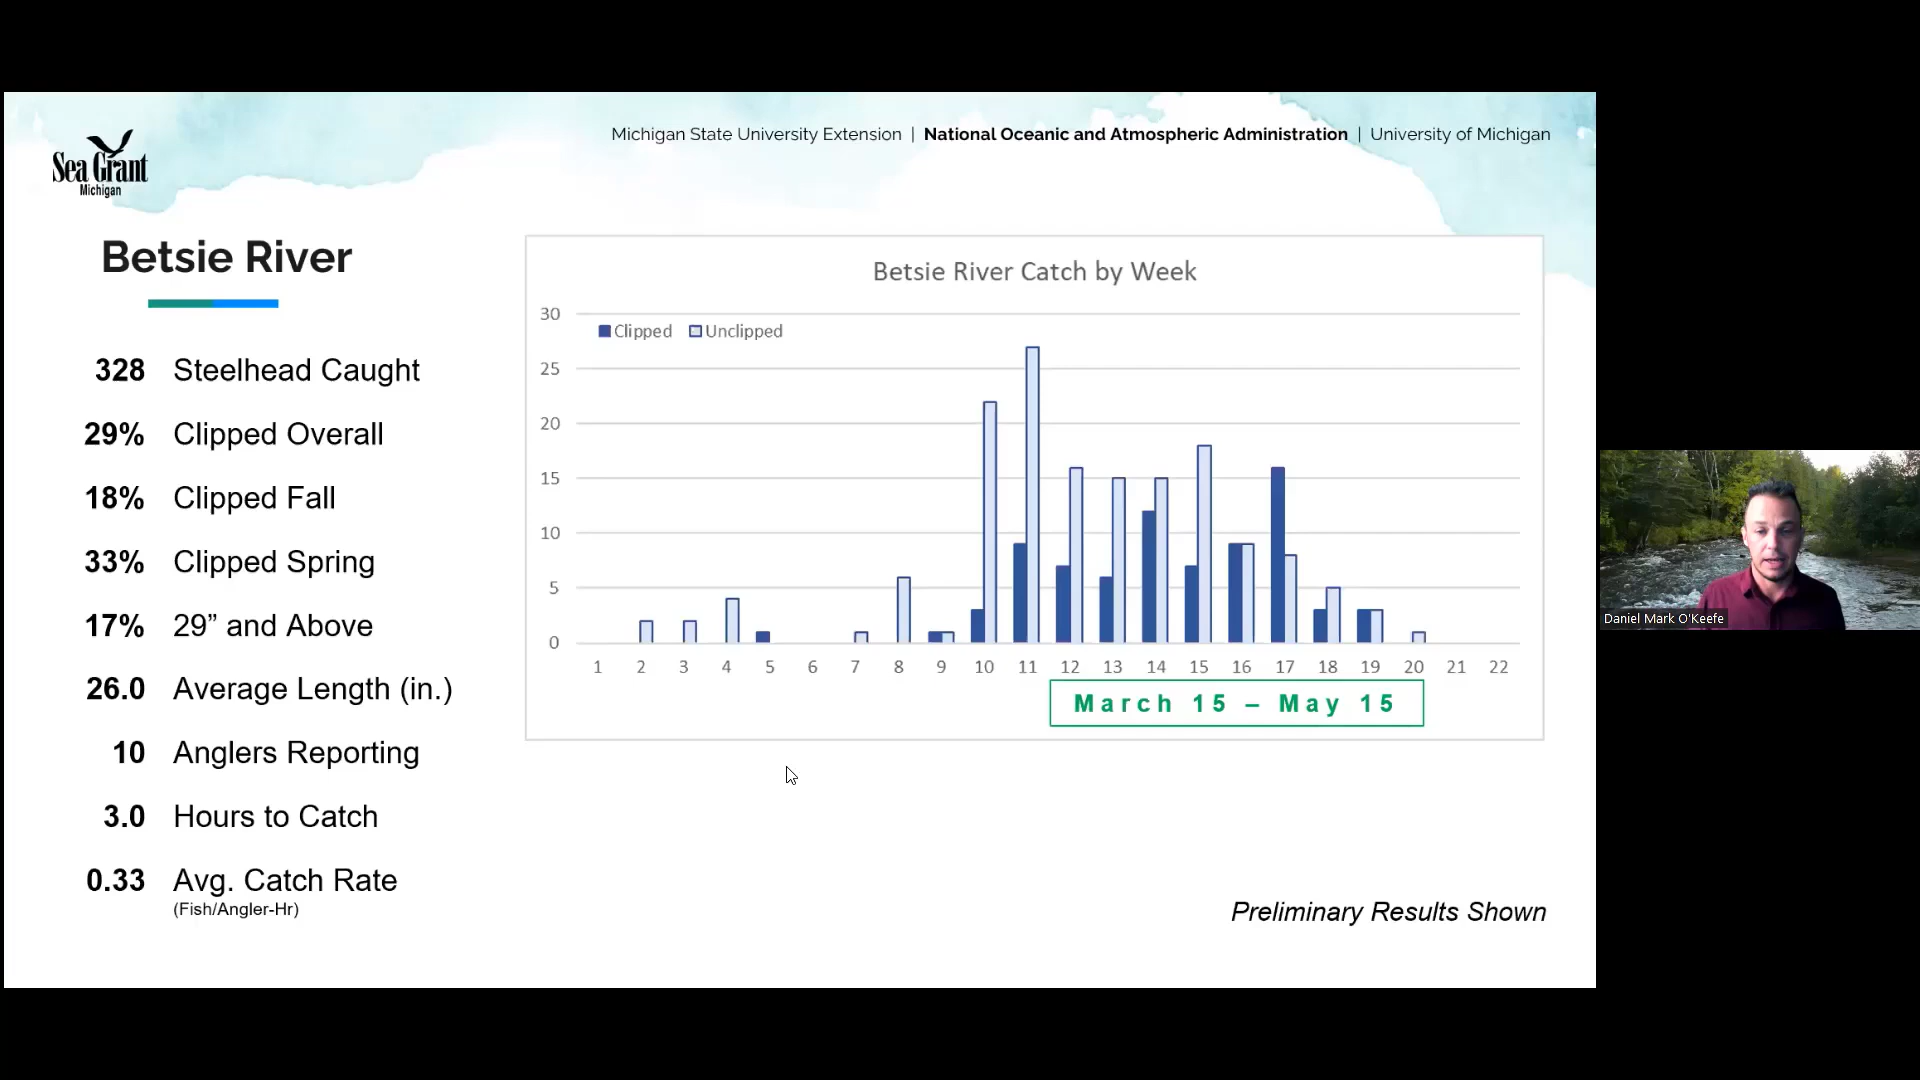 Sea Grant
Michigan
Michigan State University Extension | National Oceanic and Atmospheric Administration | University of Michigan
Betsie River
328 Steelhead Caught
29% Clipped Overall
18% Clipped Fall
33% Clipped Spring
17% 29” and Above
26.0 Average Length (in.)
10 Anglers Reporting
3.0 Hours to Catch
0.33 Avg. Catch Rate
(Fish/Angler-Hr)
Betsie River Catch by Week
Clipped Unclipped
30
25
20
15
10
5
0
1 2 3 4 5 6 7 8 9 10 11 12 13 14 15 16 17 18 19 20 21 22
March 15 – May 15
Preliminary Results Shown
Daniel Mark O'Keefe